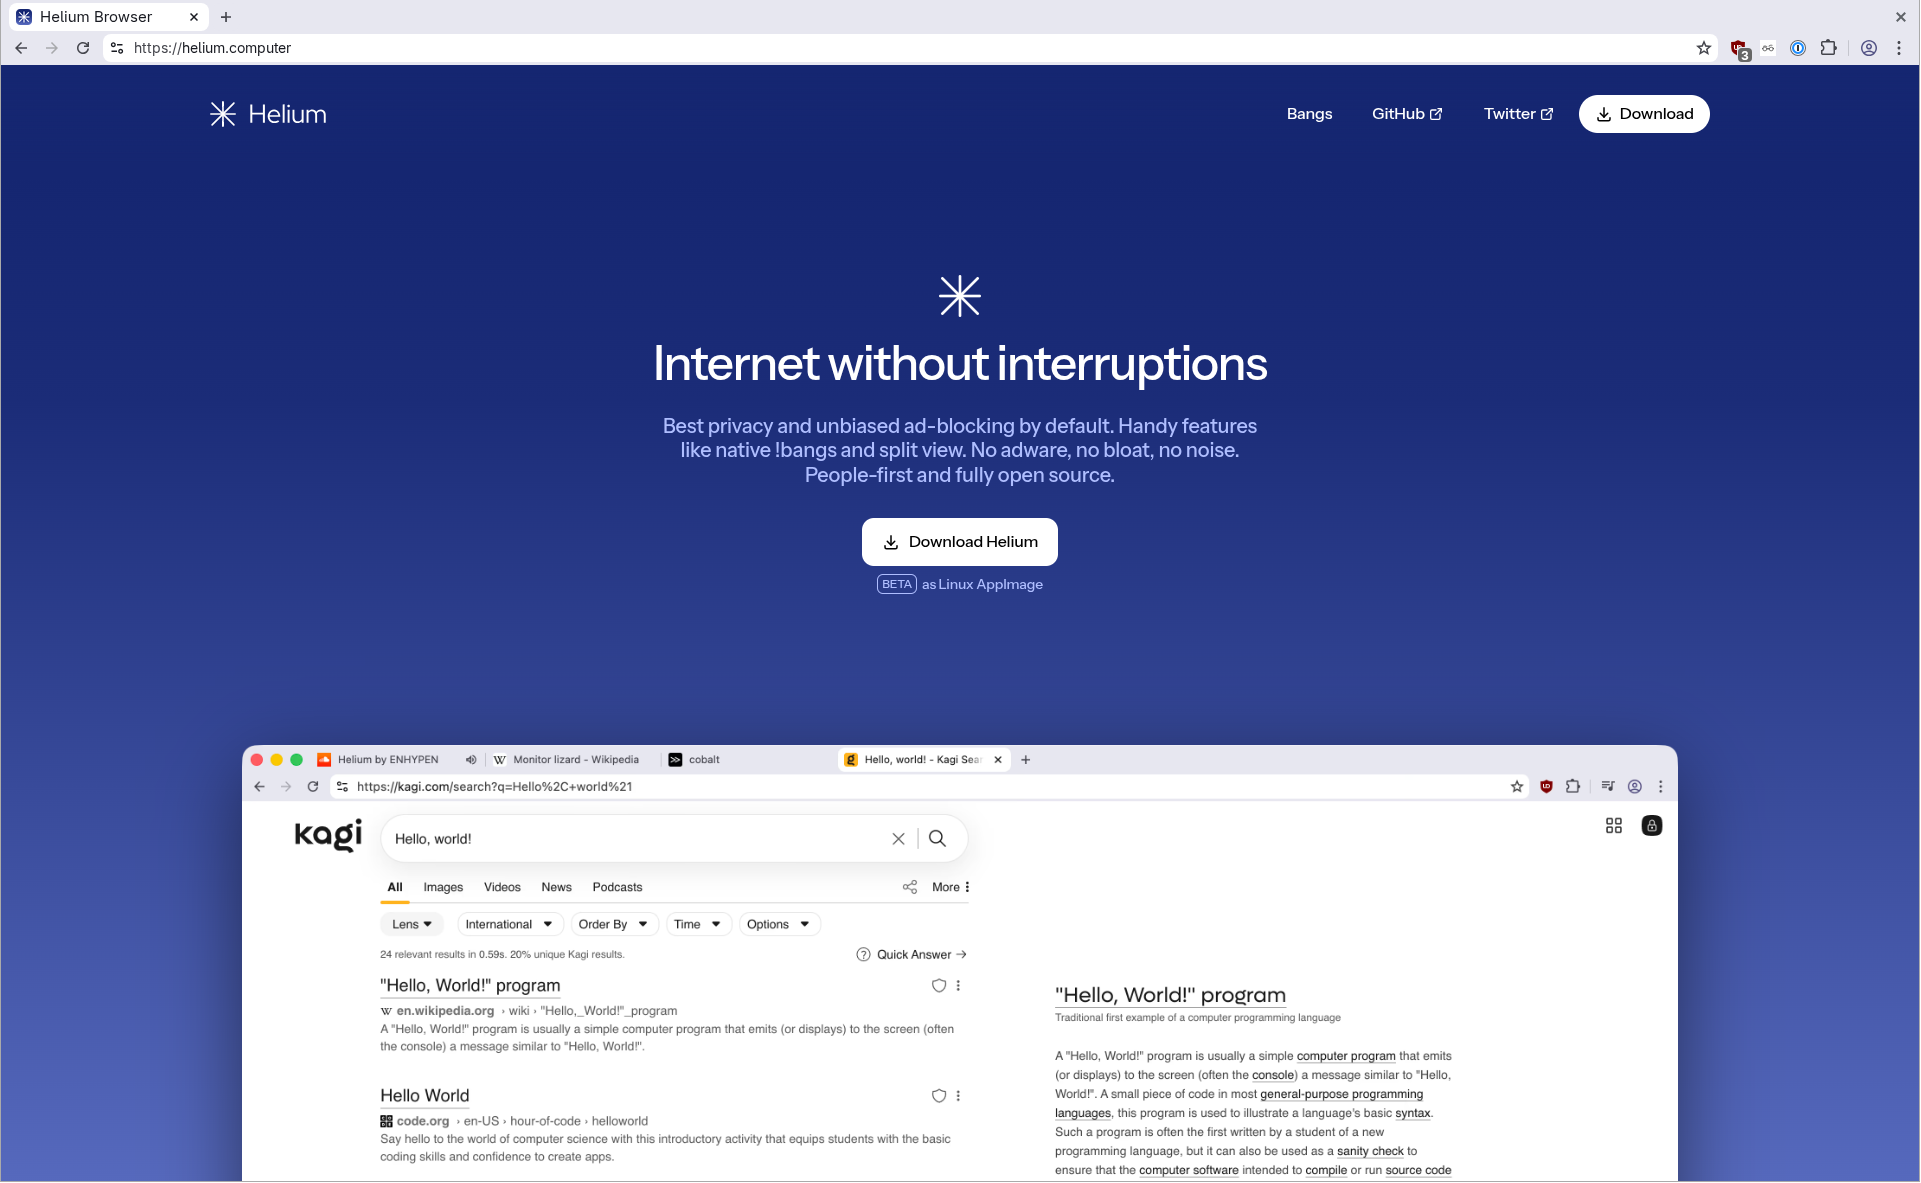 Helium Browser
https://helium.computer
3
Helium
Bangs
GitHub
Twitter
Download
Internet without interruptions
Best privacy and unbiased ad-blocking by default. Handy features
like native !bangs and split view. No adware, no bloat, no noise.
People-first and fully open source.
Download Helium
BETA as Linux AppImage
Helium by ENHYPEN
Monitor lizard - Wikipedia
cobalt
Hello, world! - Kagi Sear
https://kagi.com/search?q=Hello%2C+world%21
kagi
Hello, world!
All
Images
Videos
News
Podcasts
More
Lens
International
Order By
Time
Options
24 relevant results in 0.59s. 20% unique Kagi results.
Quick Answer
"Hello, World!" program
en.wikipedia.org › wiki › "Hello,_World!"_program
A "Hello, World!" program is usually a simple computer program that emits (or displays) to the screen (often
the console) a message similar to "Hello, World!".
Hello World
code.org › en-US › hour-of-code › helloworld
Say hello to the world of computer science with this introductory activity that equips students with the basic
coding skills and confidence to create apps.
"Hello, World!" program
Traditional first example of a computer programming language
A "Hello, World!" program is usually a simple computer program that emits
(or displays) to the screen (often the console) a message similar to "Hello,
World!". A small piece of code in most general-purpose programming
languages, this program is used to illustrate a language's basic syntax.
Such a program is often the first written by a student of a new
programming language, but it can also be used as a sanity check to
ensure that the computer software intended to compile or run source code